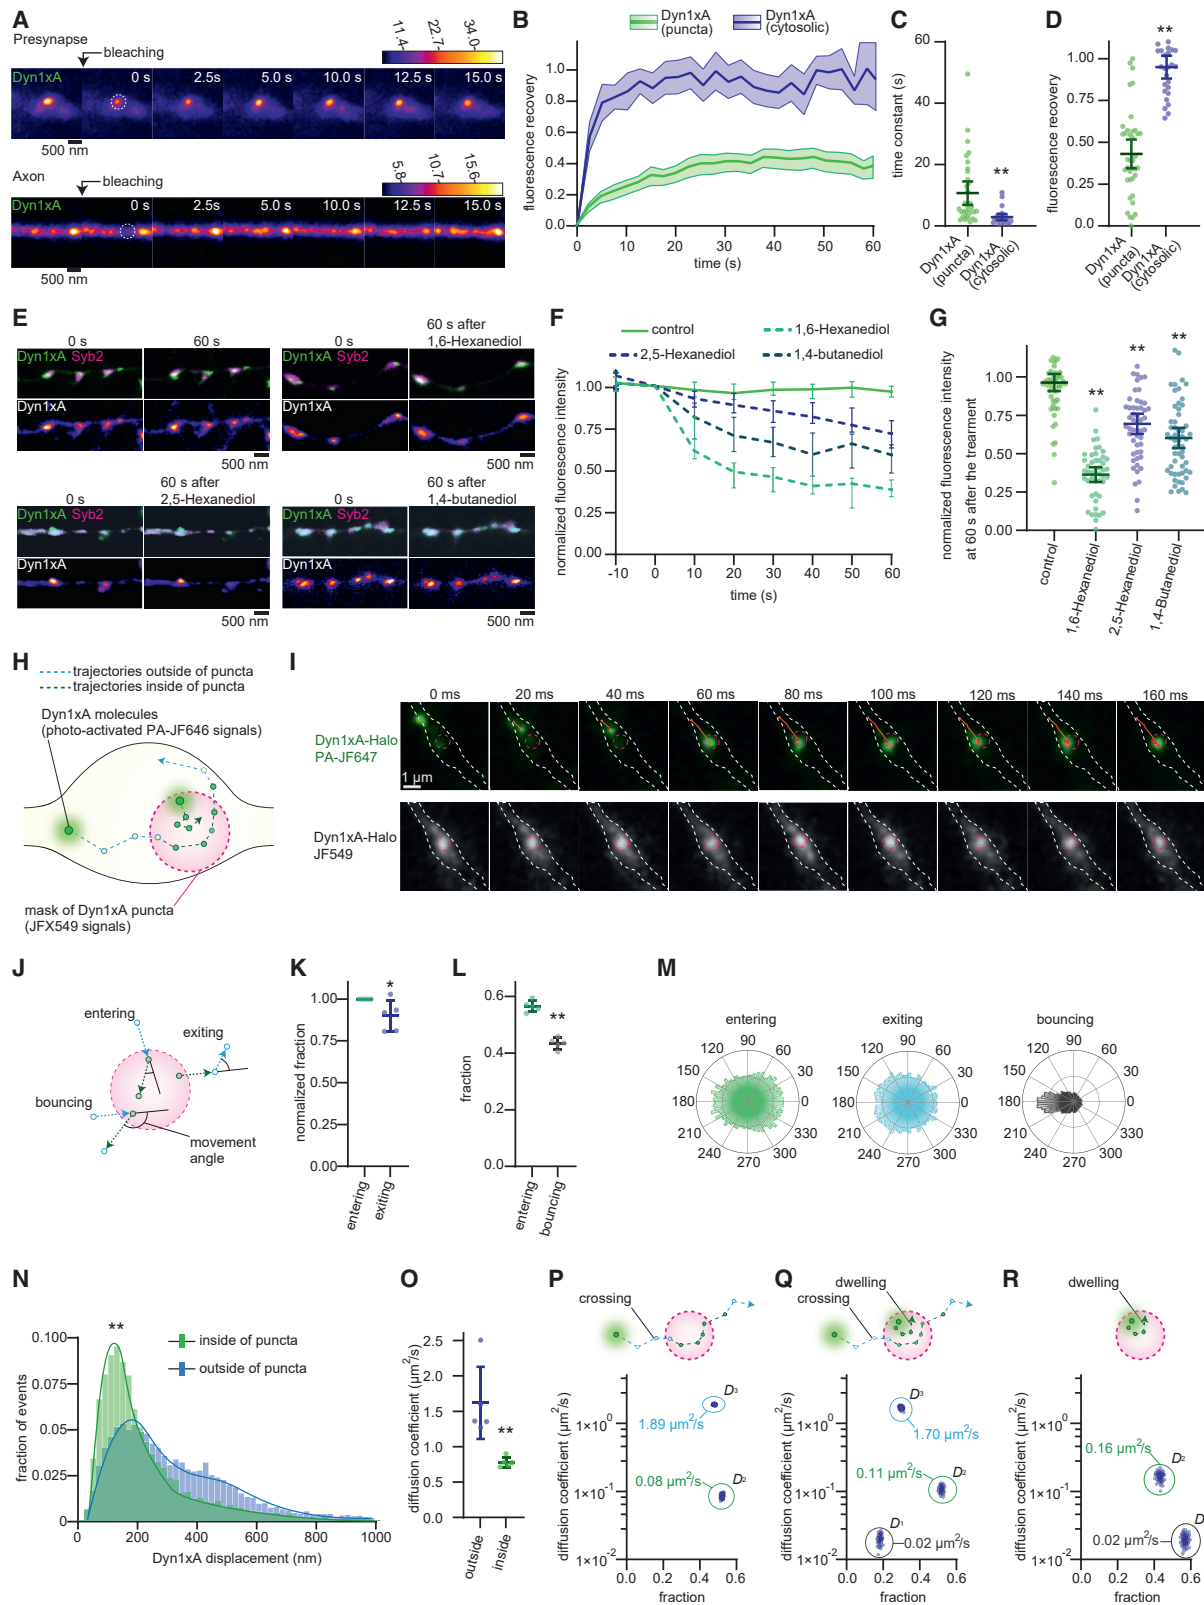 A
Presynapse
bleaching
11.4
22.7
34.0
Dyn1xA
0 s
2.5s
5.0 s
10.0 s
12.5 s
15.0 s
500 nm
Axon
bleaching
5.8
10.7
15.6
Dyn1xA
0 s
2.5s
5.0 s
10.0 s
12.5 s
15.0 s
500 nm
B
Dyn1xA
(puncta)
Dyn1xA
(cytosolic)
fluorescence recovery
1.0
0.8
0.6
0.4
0.2
0
0 10 20 30 40 50 60
time (s)
C
time constant (s)
60
40
20
0
**
Dyn1xA
(puncta)
Dyn1xA
(cytosolic)
D
fluorescence recovery
1.00
0.75
0.50
0.25
0.00
**
Dyn1xA
(puncta)
Dyn1xA
(cytosolic)
E
0 s
60 s
0 s
60 s after
1,6-Hexanediol
Dyn1xA Syb2
Dyn1xA Syb2
Dyn1xA
Dyn1xA
500 nm
500 nm
0 s
60 s after
2,5-Hexanediol
0 s
60 s after
1,4-butanediol
Dyn1xA Syb2
Dyn1xA Syb2
Dyn1xA
Dyn1xA
500 nm
500 nm
F
control
1,6-Hexanediol
2,5-Hexanediol
1,4-butanediol
normalized fluorescence intensity
1.00
0.75
0.50
0.25
0.00
-10 0 10 20 30 40 50 60
time (s)
G
normalized fluorescence intensity
at 60 s after the trearment
1.00
0.75
0.50
0.25
0.00
**
**
**
control
1,6-Hexanediol
2,5-Hexanediol
1,4-Butanediol
H
trajectories outside of puncta
trajectories inside of puncta
Dyn1xA molecules
(photo-activated PA-JF646 signals)
mask of Dyn1xA puncta
(JFX549 signals)
I
0 ms
20 ms
40 ms
60 ms
80 ms
100 ms
120 ms
140 ms
160 ms
Dyn1xA-Halo
PA-JF647
1 µm
Dyn1xA-Halo
JF549
J
entering
exiting
bouncing
movement
angle
K
normalized fraction
1.00
0.75
0.50
0.25
0.00
*
entering
exiting
L
fraction
0.6
0.4
0.2
0.0
**
entering
bouncing
M
entering
90
120 60
150 30
180 0
210 330
240 300
270
exiting
90
120 60
150 30
180 0
210 330
240 300
270
bouncing
90
120 60
150 30
180 0
210 330
240 300
270
N
fraction of events
0.100
0.075
0.050
0.025
0
**
inside of puncta
outside of puncta
0 200 400 600 800 1000
Dyn1xA displacement (nm)
O
diffusion coefficient (µm²/s)
2.5
2.0
1.5
1.0
0.5
0.0
**
outside
inside
P
crossing
diffusion coefficient (µm²/s)
1×10⁰
1×10⁻¹
1×10⁻²
D³
1.89 µm²/s
0.08 µm²/s
D²
0.0 0.2 0.4 0.6
fraction
Q
dwelling
crossing
diffusion coefficient (µm²/s)
1×10⁰
1×10⁻¹
1×10⁻²
D³
1.70 µm²/s
0.11 µm²/s
D²
D¹
0.02 µm²/s
0.0 0.2 0.4 0.6
fraction
R
dwelling
diffusion coefficient (µm²/s)
1×10⁰
1×10⁻¹
1×10⁻²
0.16 µm²/s
D²
D
0.02 µm²/s
0.0 0.2 0.4 0.6
fraction